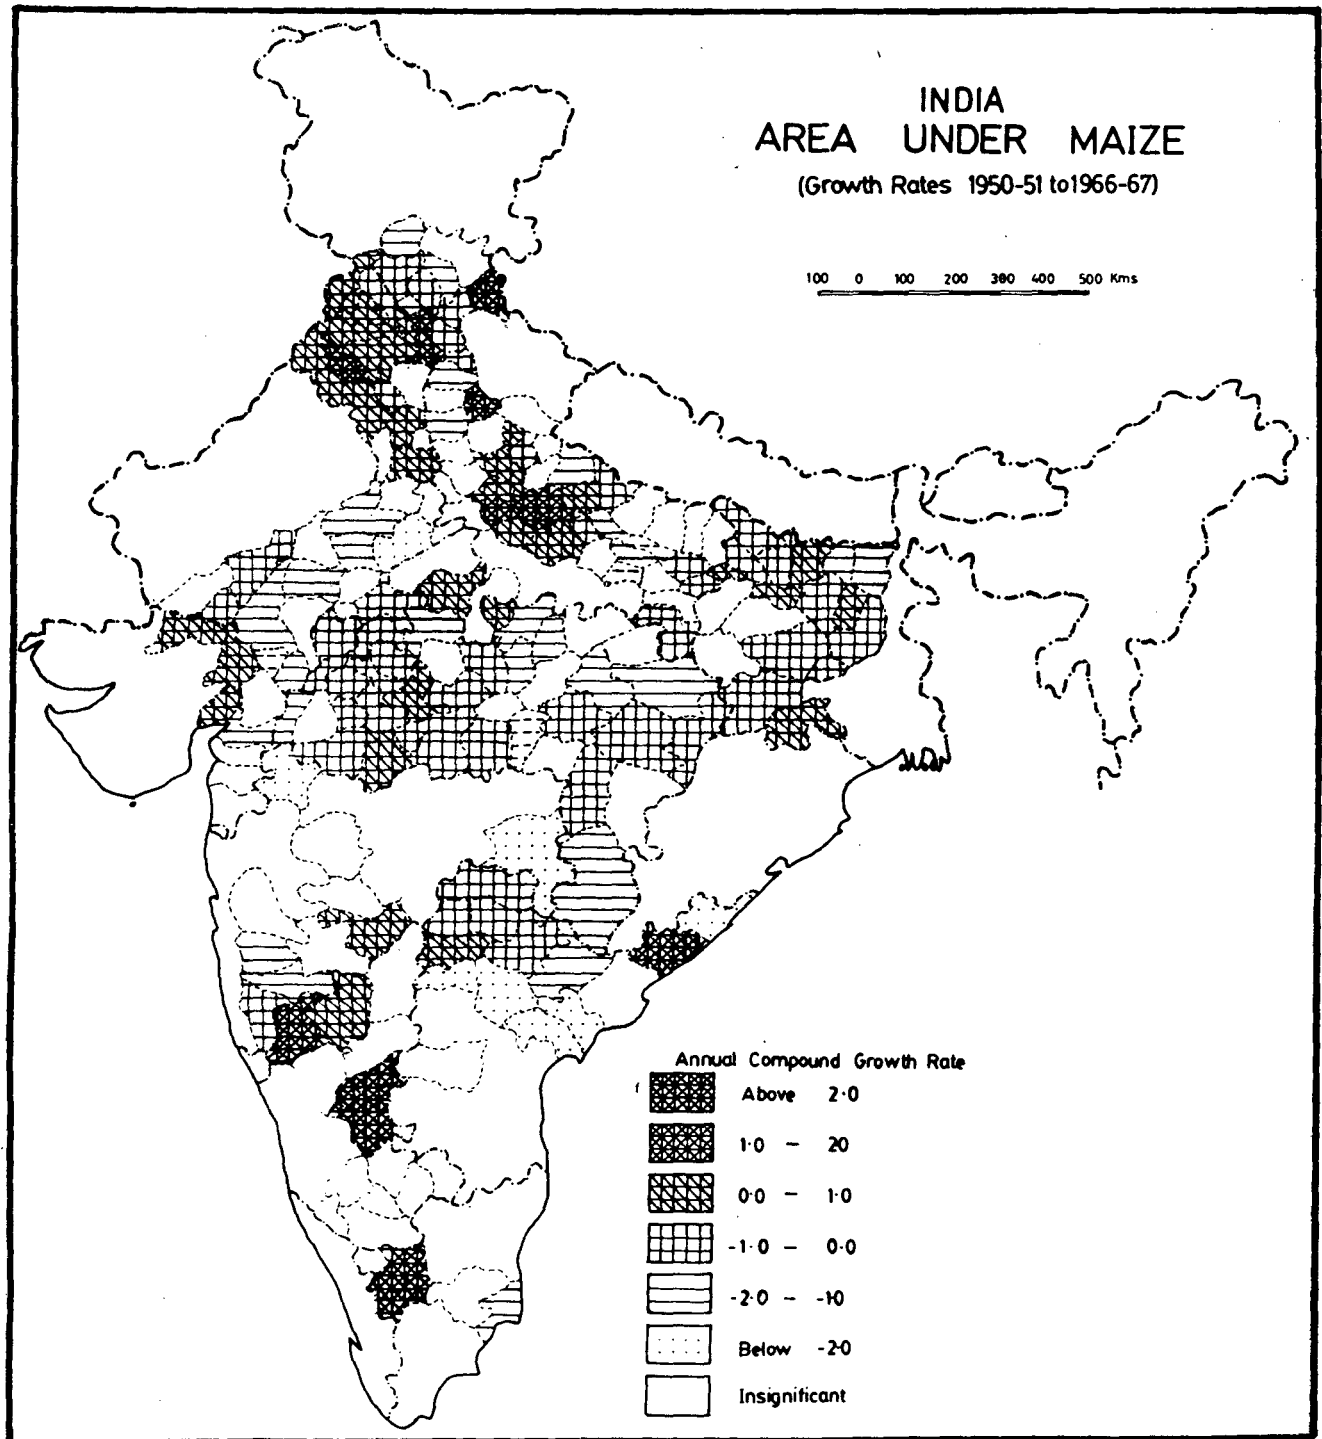 INDIA
AREA UNDER MAIZE
(Growth Rates 1950-51 to 1966-67)
100 0 100 200 300 400 500 Kms
Annual Compound Growth Rate
Above 2·0
1·0 - 20
0·0 - 1·0
-1·0 - 0·0
-2·0 - -1·0
Below -2·0
Insignificant